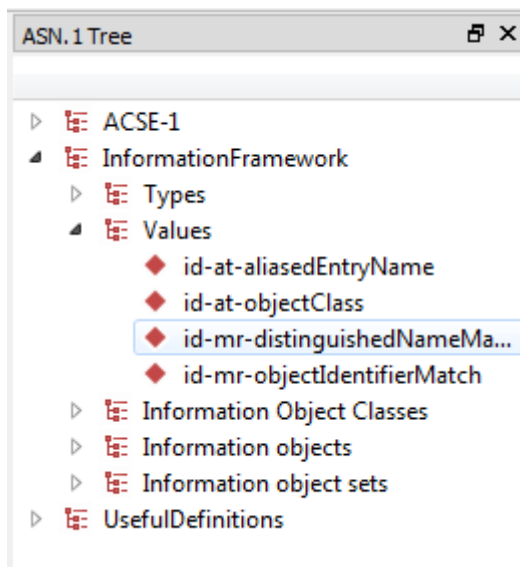 ASN.1 Tree
ACSE-1
InformationFramework
Types
Values
id-at-aliasedEntryName
id-at-objectClass
id-mr-distinguishedNameMa...
id-mr-objectIdentifierMatch
Information Object Classes
Information objects
Information object sets
UsefulDefinitions